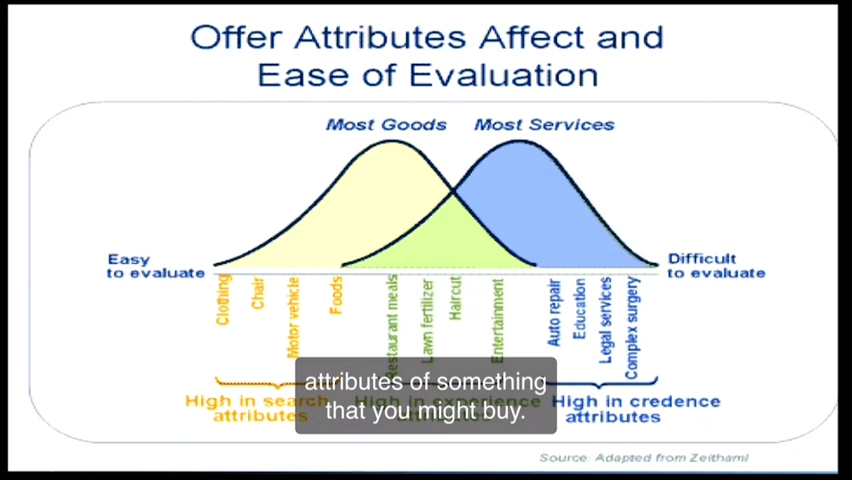 Offer Attributes Affect and
Ease of Evaluation
Most Goods
Most Services
Easy
to evaluate
Difficult
to evaluate
Clothing
Chair
Motor vehicle
Foods
Restaurant meals
Lawn fertilizer
Haircut
Entertainment
Auto repair
Education
Legal services
Complex surgery
High in search
attributes
High in experience
attributes
High in credence
attributes
attributes of something
that you might buy.
Source: Adapted from Zeithaml